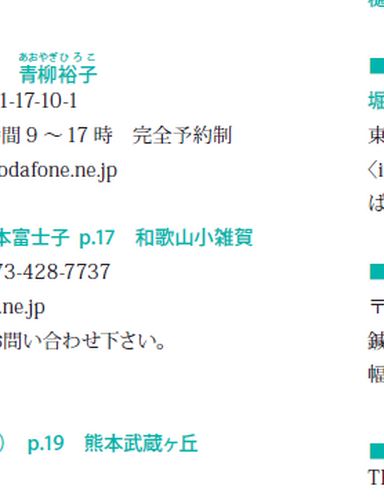 あおやぎひろこ
青柳裕子
1-17-10-1
間 9 〜 17 時　完全予約制
odafone.ne.jp
本富士子 p.17　和歌山小雑賀
73-428-7737
.ne.jp
問い合わせ下さい。
） p.19　熊本武蔵ヶ丘
■
堀
東
〈i
ば
■
〒
鍼
幅
■